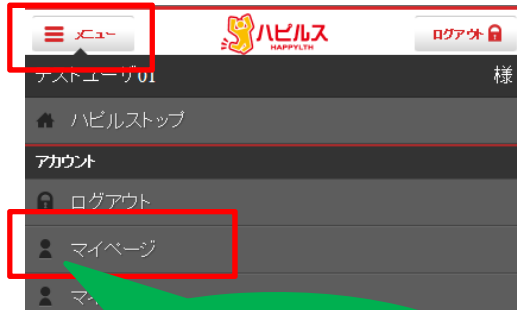 メニュー
ハピルス
HAPPYLTH
ログアウト
テストユーザ01 様
ハピルストップ
アカウント
ログアウト
マイページ
マイ